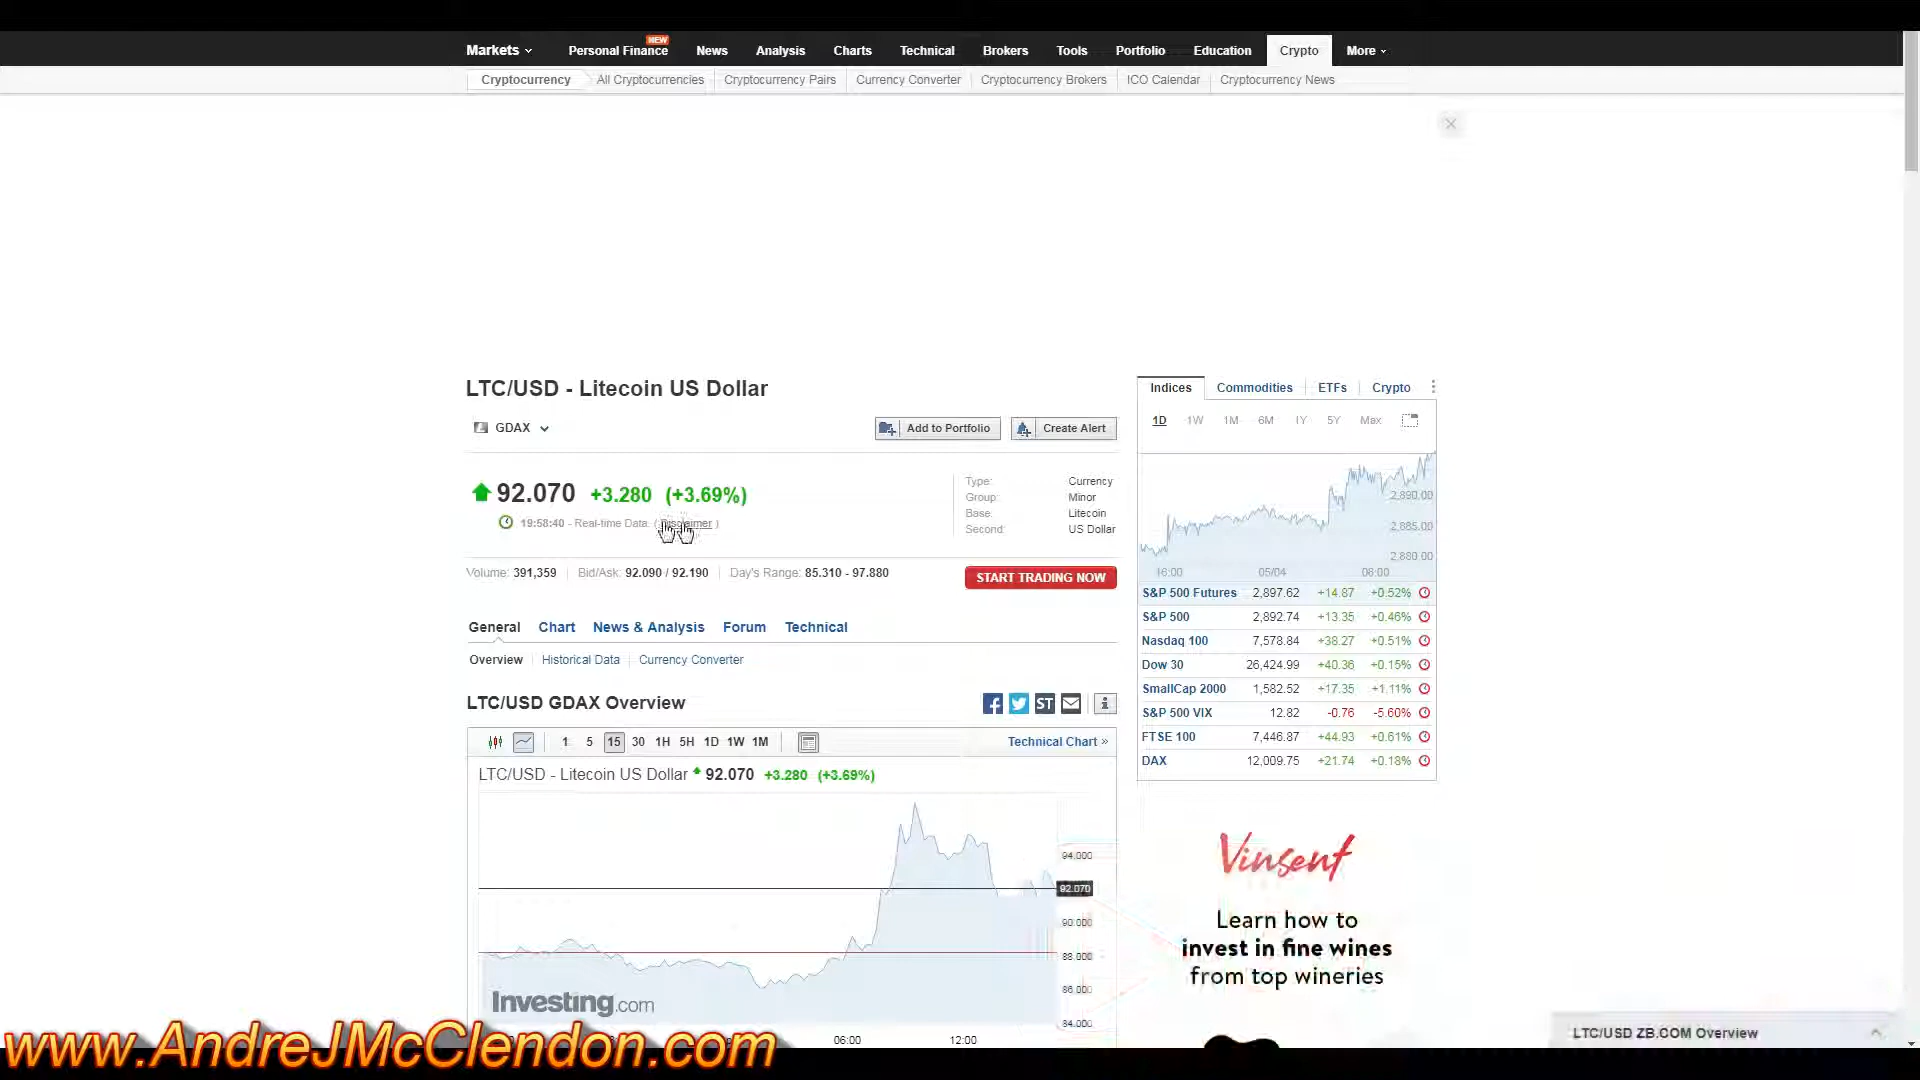 Markets Personal Finance NEW News Analysis Charts Technical Brokers Tools Portfolio Education Crypto More
Cryptocurrency All Cryptocurrencies Cryptocurrency Pairs Currency Converter Cryptocurrency Brokers ICO Calendar Cryptocurrency News
LTC/USD - Litecoin US Dollar
GDAX
Add to Portfolio
Create Alert
92.070 +3.280 (+3.69%)
19:58:40 - Real-time Data. ( Disclaimer )
Type: Currency
Group: Minor
Base: Litecoin
Second: US Dollar
Volume: 391,359 Bid/Ask: 92.090 / 92.190 Day's Range: 85.310 - 97.880
START TRADING NOW
General Chart News & Analysis Forum Technical
Overview Historical Data Currency Converter
LTC/USD GDAX Overview
ST
1 5 15 30 1H 5H 1D 1W 1M
Technical Chart »
LTC/USD - Litecoin US Dollar 92.070 +3.280 (+3.69%)
94.000
92.070
90.000
88.000
86.000
84.000
Investing.com
06:00 12:00
Indices Commodities ETFs Crypto
1D 1W 1M 6M 1Y 5Y Max
2,890.00
2,885.00
2,880.00
16:00 05/04 08:00
S&P 500 Futures 2,897.62 +14.87 +0.52%
S&P 500 2,892.74 +13.35 +0.46%
Nasdaq 100 7,578.84 +38.27 +0.51%
Dow 30 26,424.99 +40.36 +0.15%
SmallCap 2000 1,582.52 +17.35 +1.11%
S&P 500 VIX 12.82 -0.76 -5.60%
FTSE 100 7,446.87 +44.93 +0.61%
DAX 12,009.75 +21.74 +0.18%
Vinsent
Learn how to
invest in fine wines
from top wineries
LTC/USD ZB.COM Overview
www.AndreJMcClendon.com